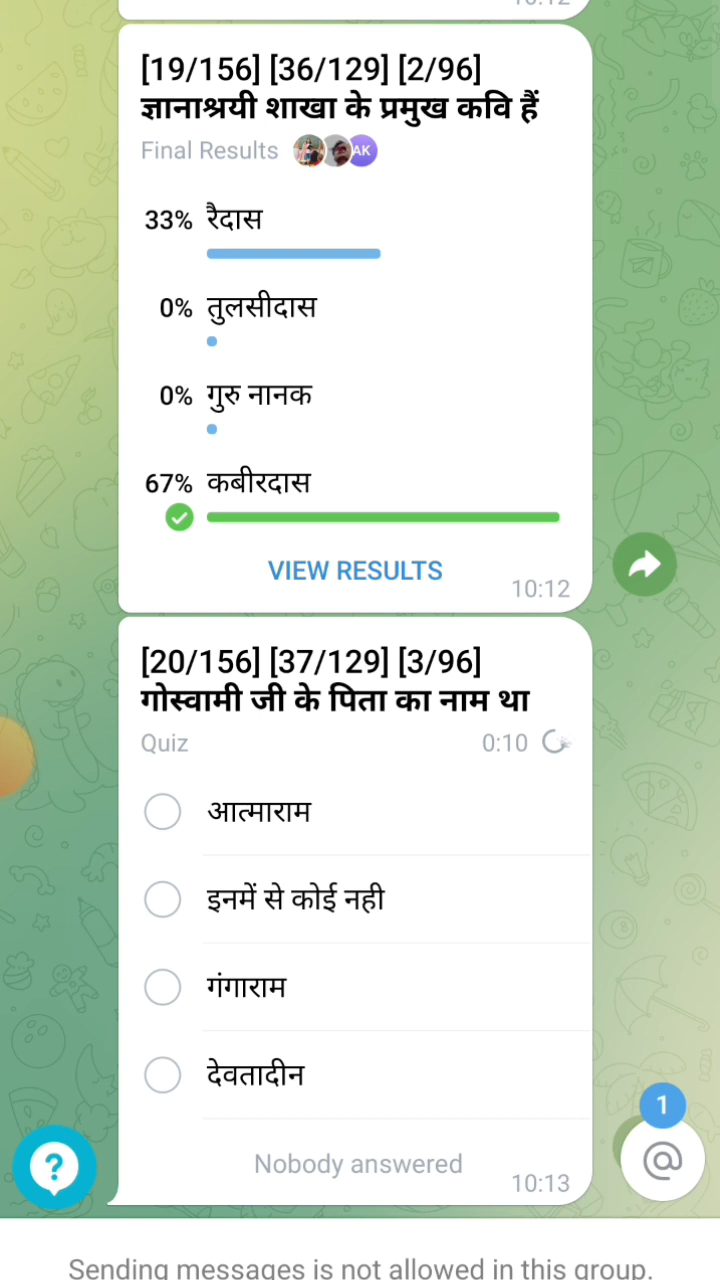 [19/156] [36/129] [2/96]
ज्ञानाश्रयी शाखा के प्रमुख कवि हैं
Final Results AK
33% रैदास
0% तुलसीदास
0% गुरु नानक
67% कबीरदास
VIEW RESULTS
10:12
[20/156] [37/129] [3/96]
गोस्वामी जी के पिता का नाम था
Quiz 0:10
आत्माराम
इनमें से कोई नही
गंगाराम
देवतादीन
1
Nobody answered
10:13
Sending messages is not allowed in this group.